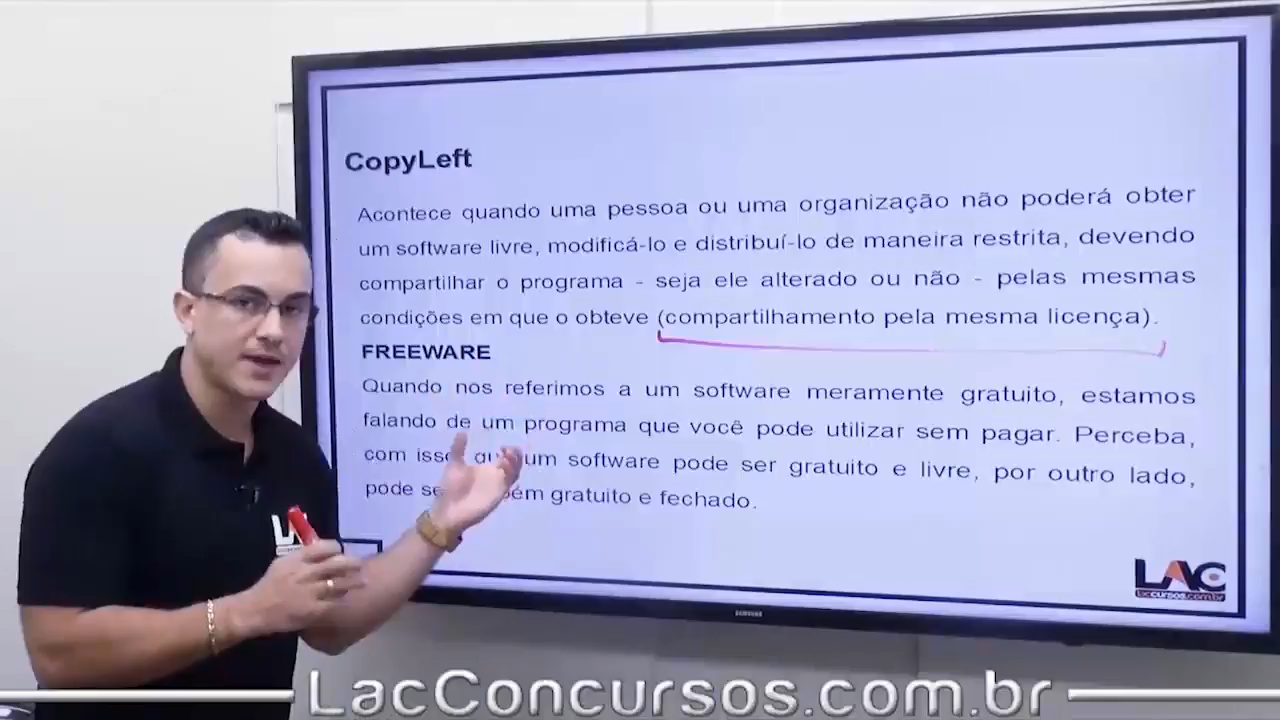 CopyLeft
Acontece quando uma pessoa ou uma organização não poderá obter
um software livre, modificá-lo e distribuí-lo de maneira restrita, devendo
compartilhar o programa - seja ele alterado ou não - pelas mesmas
condições em que o obteve (compartilhamento pela mesma licença).
FREEWARE
Quando nos referimos a um software meramente gratuito, estamos
falando de um programa que você pode utilizar sem pagar. Perceba,
com isso um software pode ser gratuito e livre, por outro lado,
pode gratuito e fechado.
LAC
laccursos.com.br
SAMSUNG
LacConcursos.com.br